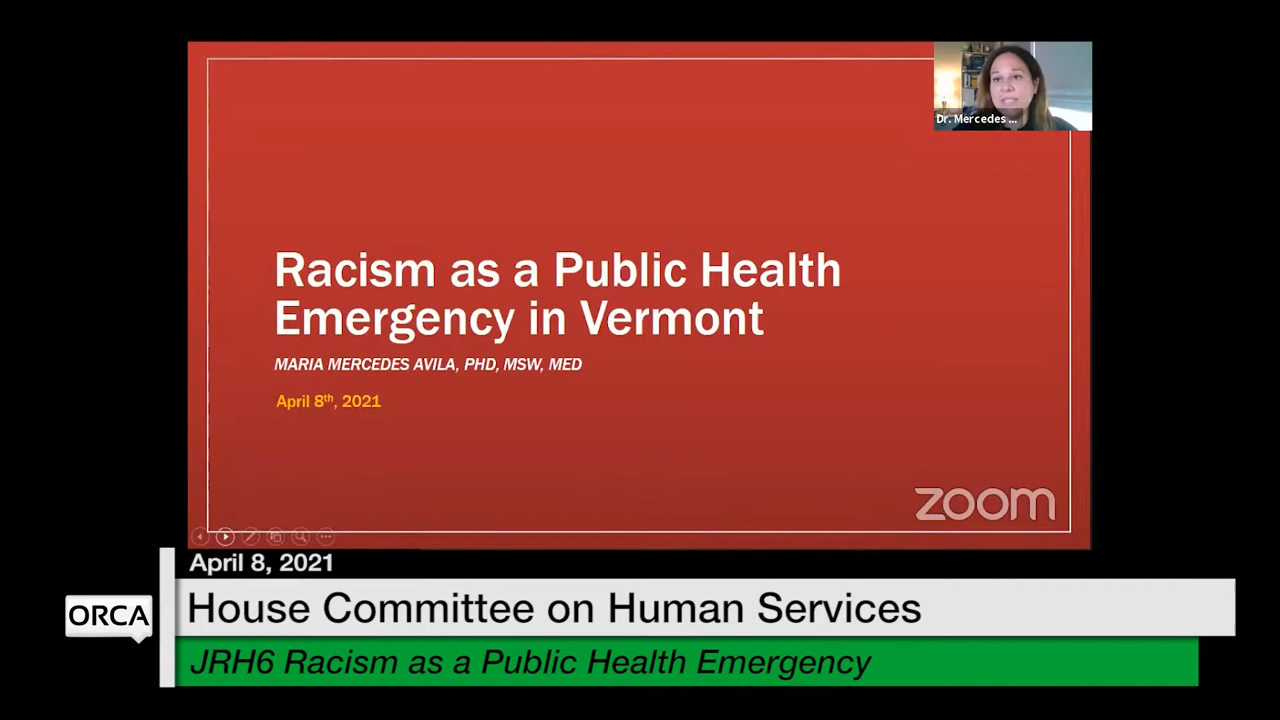 Dr. Mercedes ...
Racism as a Public Health
Emergency in Vermont
MARIA MERCEDES AVILA, PHD, MSW, MED
April 8th, 2021
zoom
April 8, 2021
House Committee on Human Services
ORCA
JRH6 Racism as a Public Health Emergency